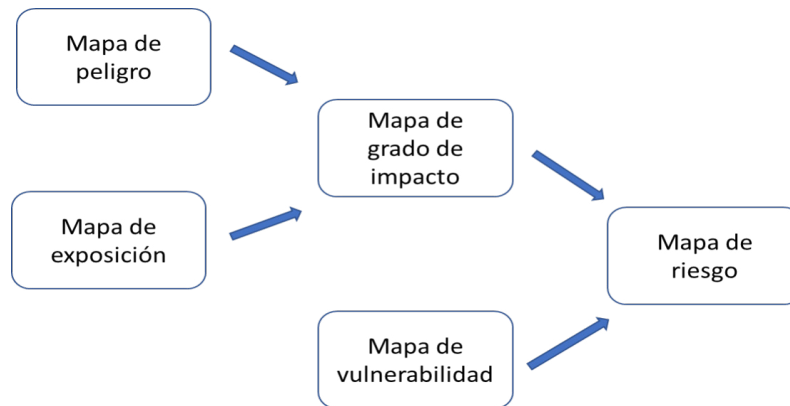 Mapa de
peligro
Mapa de
grado de
impacto
Mapa de
exposición
Mapa de
riesgo
Mapa de
vulnerabilidad